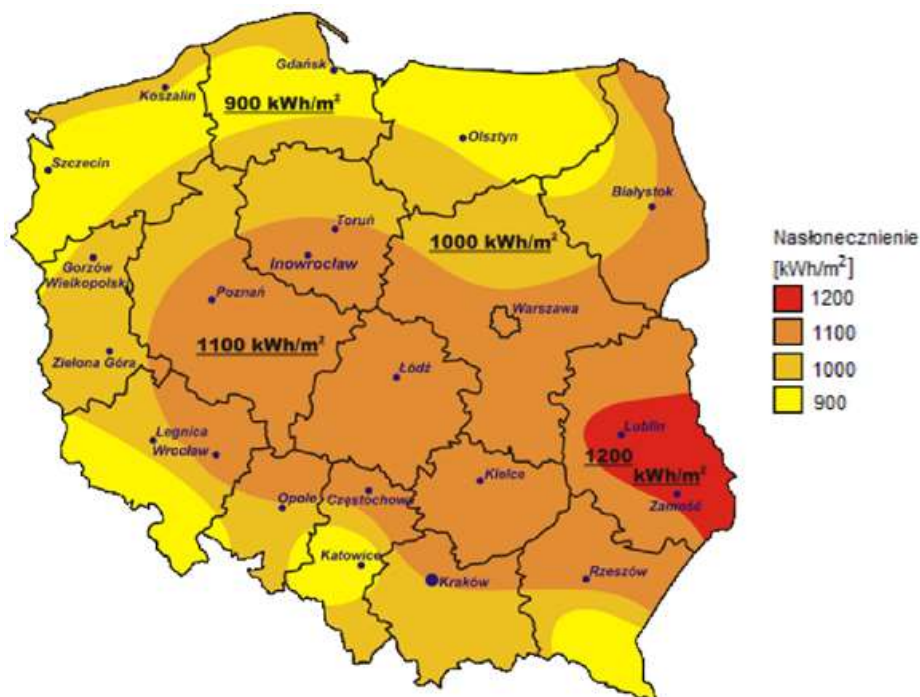 Gdańsk
Koszalin
900 kWh/m²
Olsztyn
Szczecin
Białystok
Toruń
1000 kWh/m²
Inowrocław
Gorzów
Wielkopolski
Poznań
Warszawa
1100 kWh/m²
Zielona Góra
Łódź
Legnica
Wrocław
Lublin
1200
kWh/m²
Kielce
Opole
Częstochowa
Zamość
Katowice
Kraków
Rzeszów
Nasłonecznienie
[kWh/m²]
1200
1100
1000
900